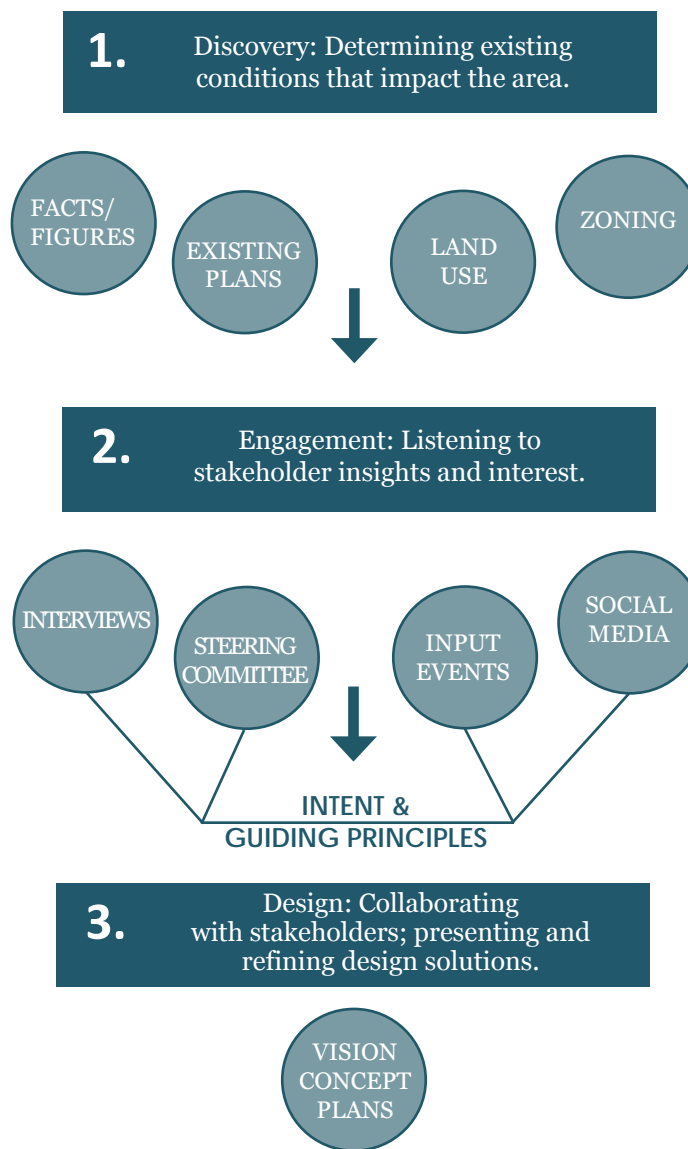 1.
Discovery: Determining existing
conditions that impact the area.
FACTS/
FIGURES
EXISTING
PLANS
LAND
USE
ZONING
2.
Engagement: Listening to
stakeholder insights and interest.
INTERVIEWS
STEERING
COMMITTEE
INPUT
EVENTS
SOCIAL
MEDIA
INTENT &
GUIDING PRINCIPLES
3.
Design: Collaborating
with stakeholders; presenting and
refining design solutions.
VISION
CONCEPT
PLANS